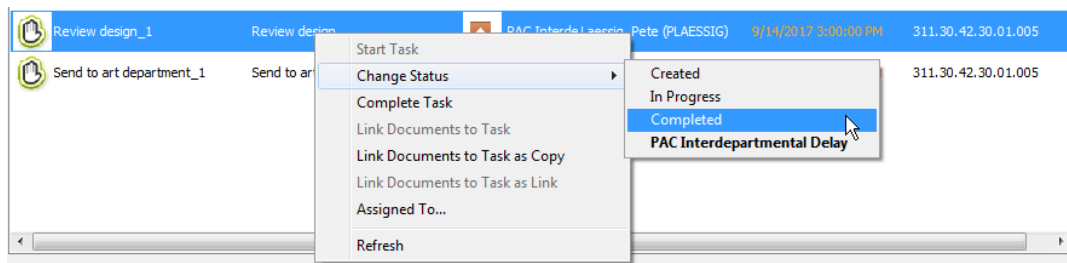 Review design_1 Review design PAC Interde Laessig, Pete (PLAESSIG) 9/14/2017 3:00:00 PM 311.30.42.30.01.005
Send to art department_1 Send to ar 311.30.42.30.01.005
Start Task
Change Status
Complete Task
Link Documents to Task
Link Documents to Task as Copy
Link Documents to Task as Link
Assigned To...
Refresh
Created
In Progress
Completed
PAC Interdepartmental Delay